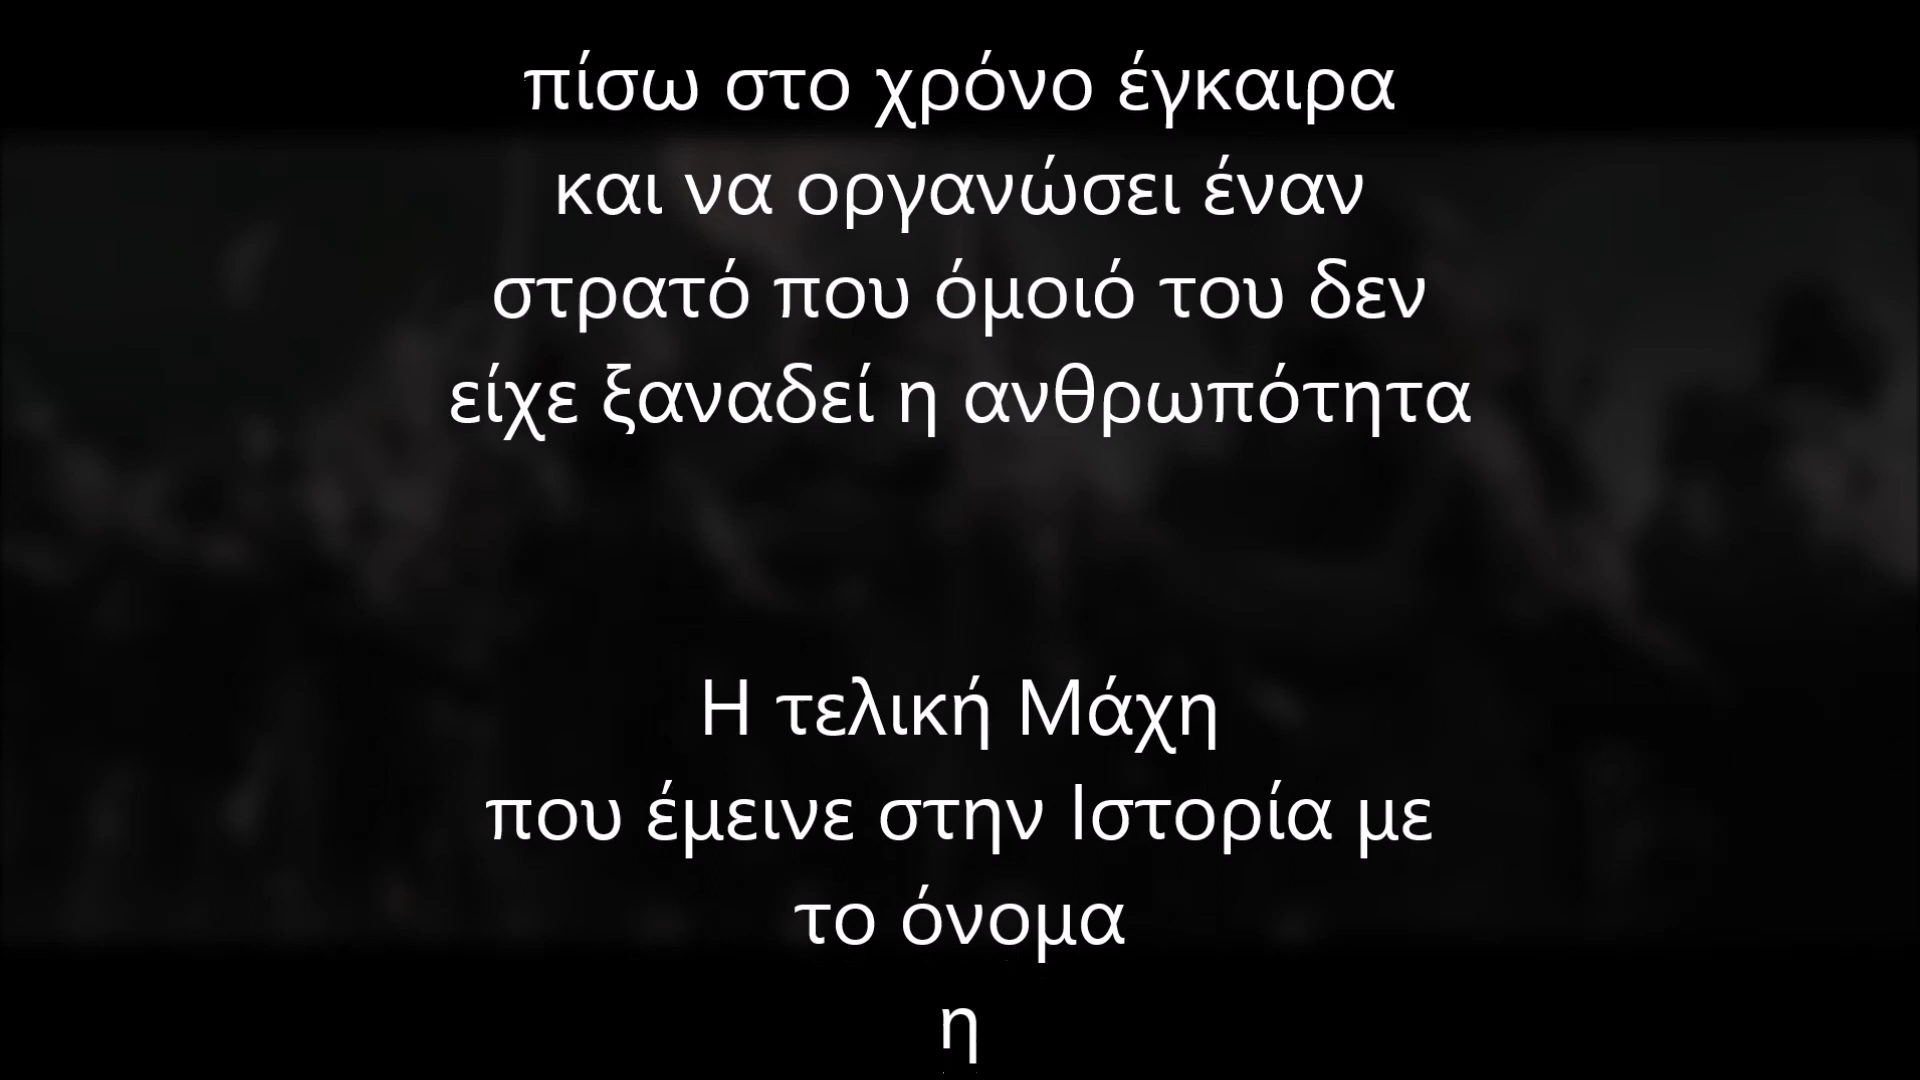 πίσω στο χρόνο έγκαιρα
και να οργανώσει έναν
στρατό που όμοιό του δεν
είχε ξαναδεί η ανθρωπότητα
Η τελική Μάχη
που έμεινε στην Ιστορία με
το όνομα
η